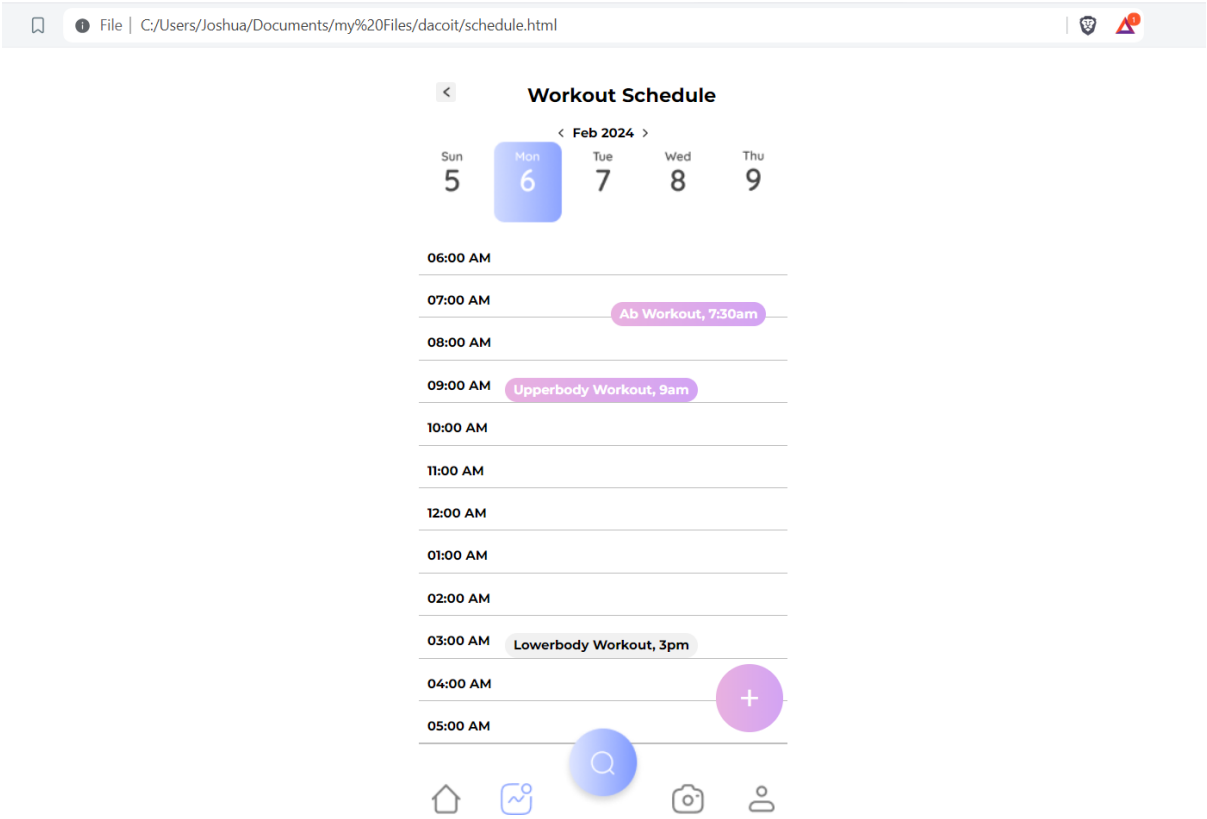 File | C:/Users/Joshua/Documents/my%20Files/dacoit/schedule.html
1
Workout Schedule
Feb 2024
Sun Mon Tue Wed Thu
5 6 7 8 9
06:00 AM
07:00 AM
Ab Workout, 7:30am
08:00 AM
09:00 AM Upperbody Workout, 9am
10:00 AM
11:00 AM
12:00 AM
01:00 AM
02:00 AM
03:00 AM Lowerbody Workout, 3pm
04:00 AM
05:00 AM